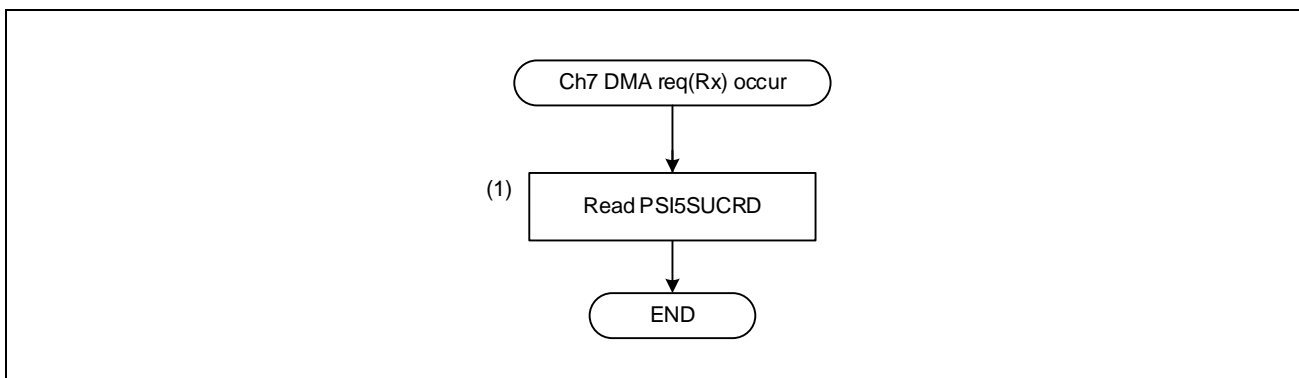 Ch7 DMA req(Rx) occur
(1)
Read PSI5SUCRD
END